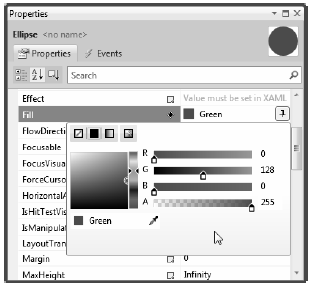 Properties
Ellipse <no name>
Properties Events
Search
Effect Value must be set in XAML
Fill Green
FlowDirecti
Focusable
FocusVisua
ForceCurso
HorizontalA
IsHitTestVis
IsManipulat
LayoutTran
R 0
G 128
B 0
A 255
Green
Margin 0
MaxHeight Infinity